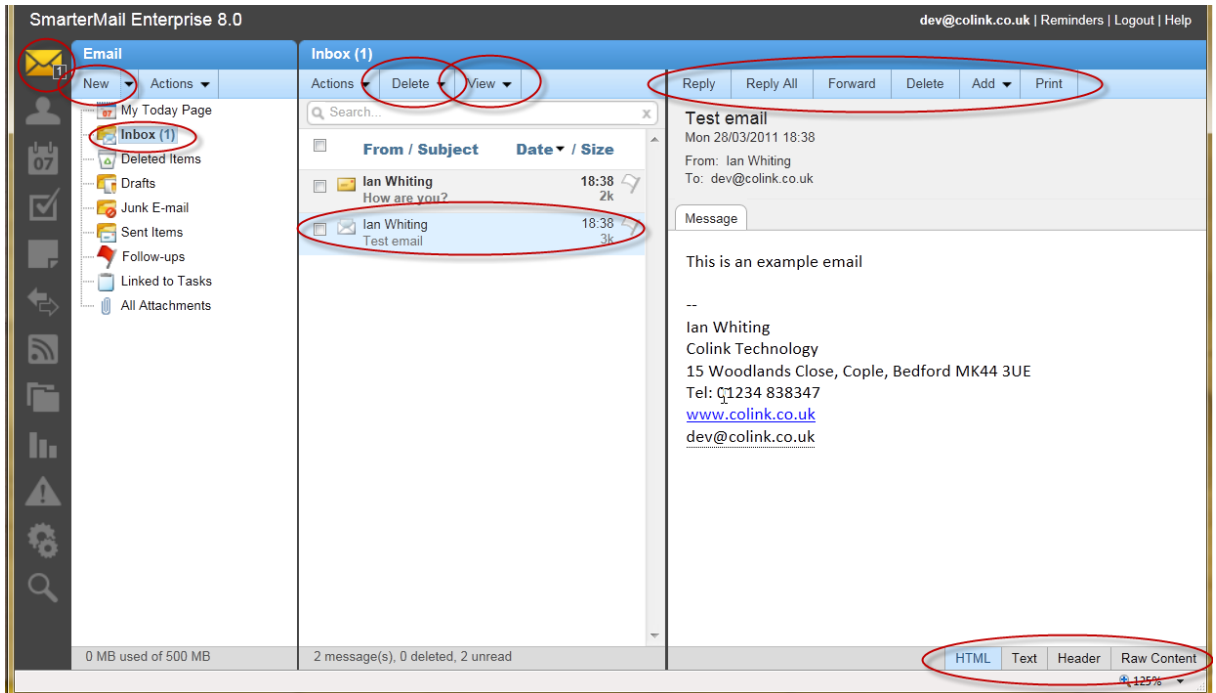 SmarterMail Enterprise 8.0
dev@colink.co.uk | Reminders | Logout | Help
1
07
Email
New Actions
07 My Today Page
Inbox (1)
Deleted Items
Drafts
Junk E-mail
Sent Items
Follow-ups
Linked to Tasks
All Attachments
0 MB used of 500 MB
Inbox (1)
Actions Delete View
Search... x
From / Subject Date / Size
Ian Whiting 18:38
How are you? 2k
Ian Whiting 18:38
Test email 3k
2 message(s), 0 deleted, 2 unread
Reply Reply All Forward Delete Add Print
Test email
Mon 28/03/2011 18:38
From: Ian Whiting
To: dev@colink.co.uk
Message
This is an example email
--
Ian Whiting
Colink Technology
15 Woodlands Close, Cople, Bedford MK44 3UE
Tel: 01234 838347
www.colink.co.uk
dev@colink.co.uk
HTML Text Header Raw Content
125%